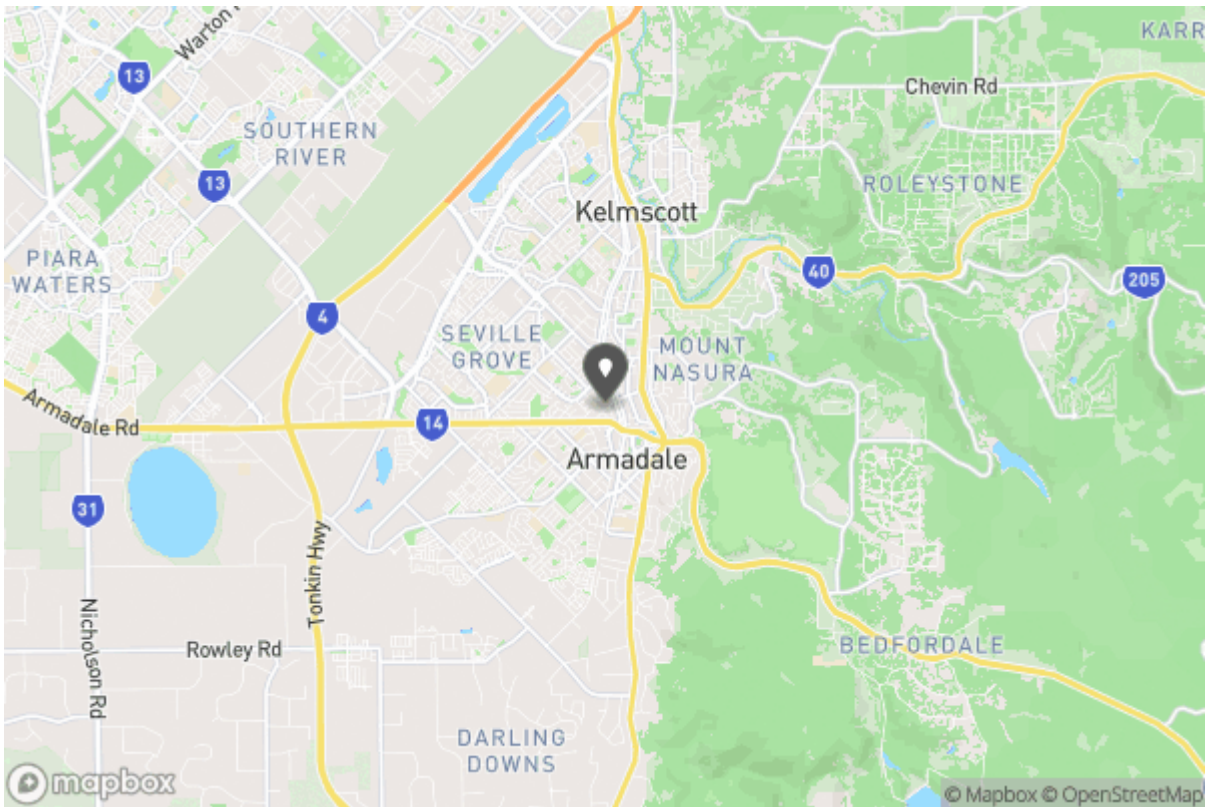 KARR
Warton
13
Chevin Rd
SOUTHERN
RIVER
13
ROLEYSTONE
Kelmscott
PIARA
WATERS
40
205
4
SEVILLE
GROVE
MOUNT
NASURA
Armadale Rd
14
Armadale
31
Tonkin Hwy
Nicholson Rd
Rowley Rd
BEDFORDALE
DARLING
DOWNS
mapbox
© Mapbox © OpenStreetMap